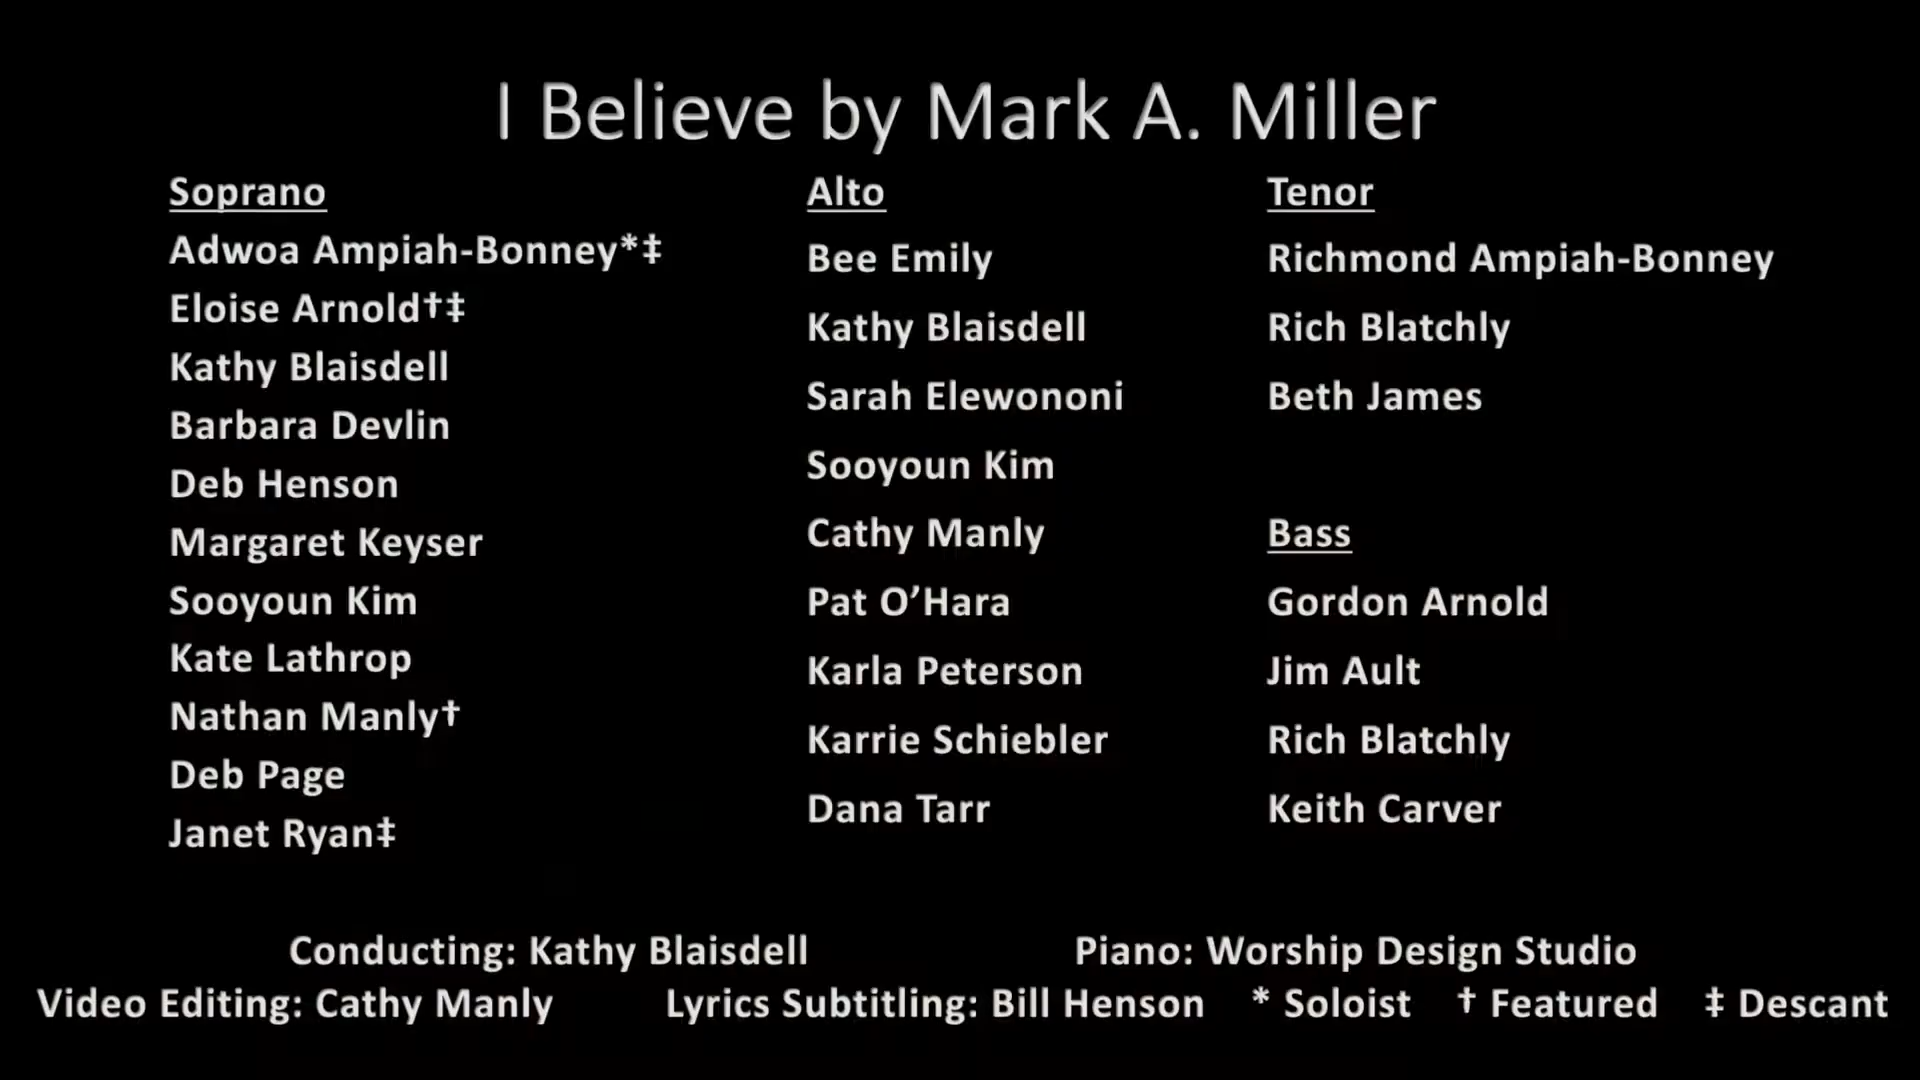 I Believe by Mark A. Miller
Soprano
Adwoa Ampiah-Bonney*‡
Eloise Arnold†‡
Kathy Blaisdell
Barbara Devlin
Deb Henson
Margaret Keyser
Sooyoun Kim
Kate Lathrop
Nathan Manly†
Deb Page
Janet Ryan‡
Alto
Bee Emily
Kathy Blaisdell
Sarah Elewononi
Sooyoun Kim
Cathy Manly
Pat O’Hara
Karla Peterson
Karrie Schiebler
Dana Tarr
Tenor
Richmond Ampiah-Bonney
Rich Blatchly
Beth James
Bass
Gordon Arnold
Jim Ault
Rich Blatchly
Keith Carver
Conducting: Kathy Blaisdell Piano: Worship Design Studio
Video Editing: Cathy Manly Lyrics Subtitling: Bill Henson * Soloist † Featured ‡ Descant